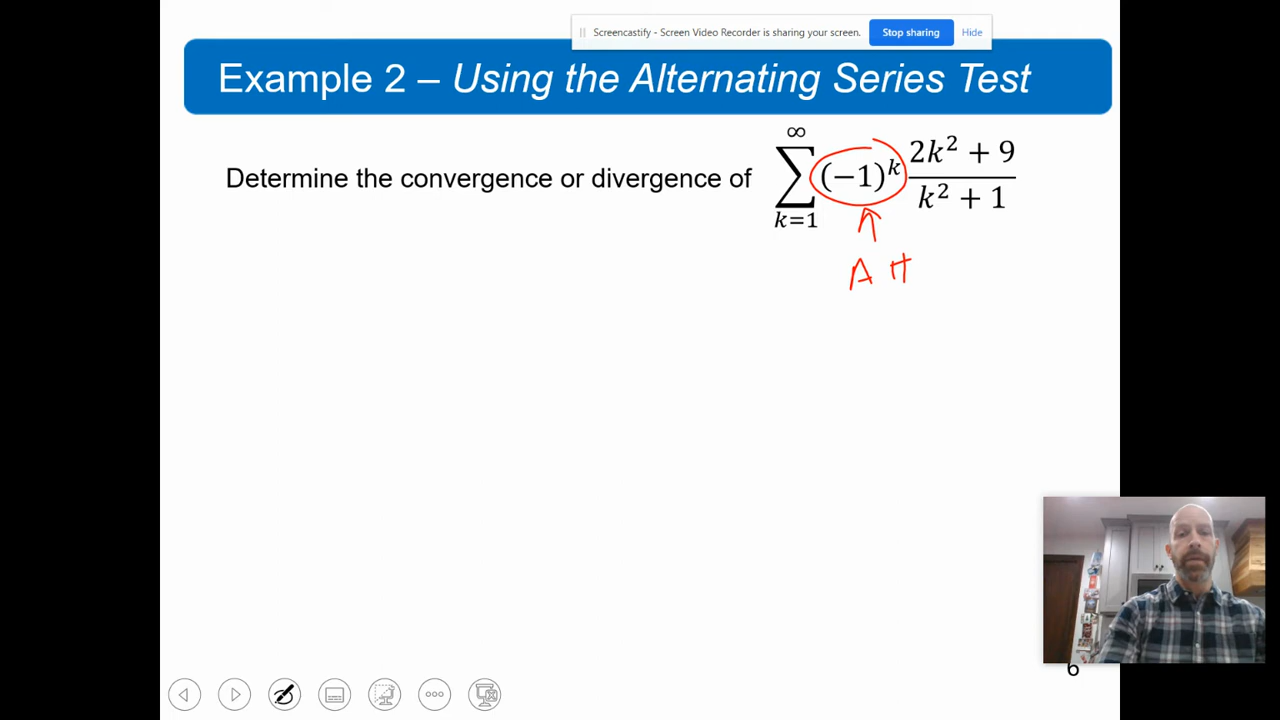 Screencastify - Screen Video Recorder is sharing your screen. Stop sharing Hide
Example 2 – Using the Alternating Series Test
Determine the convergence or divergence of ∞∑k=1 (−1)^k (2k² + 9)/(k² + 1)
A H
6